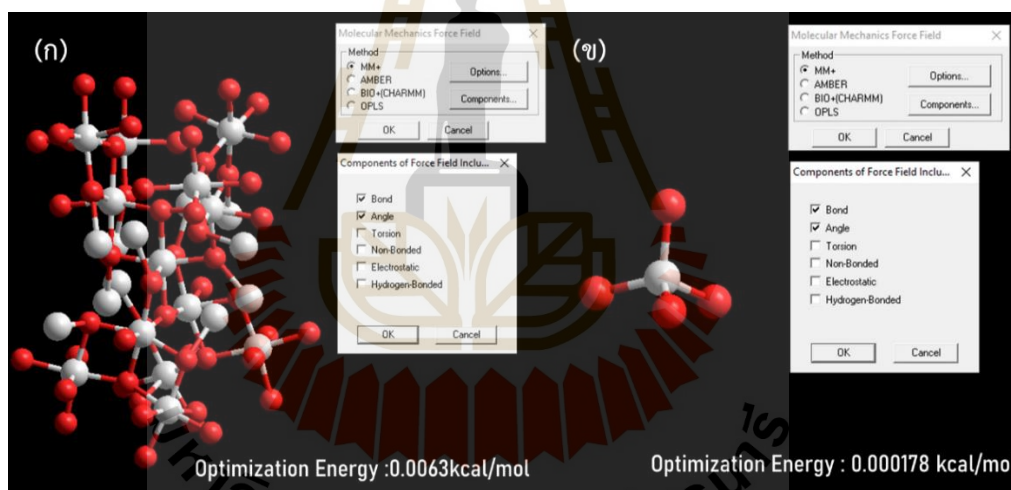 (ก)
Molecular Mechanics Force Field
Method
MM+
AMBER
BIO+(CHARMM)
OPLS
Options...
Components...
OK
Cancel
Components of Force Field Inclu...
Bond
Angle
Torsion
Non-Bonded
Electrostatic
Hydrogen-Bonded
OK
Cancel
Optimization Energy :0.0063kcal/mol
(ข)
Molecular Mechanics Force Field
Method
MM+
AMBER
BIO+(CHARMM)
OPLS
Options...
Components...
OK
Cancel
Components of Force Field Inclu...
Bond
Angle
Torsion
Non-Bonded
Electrostatic
Hydrogen-Bonded
OK
Cancel
Optimization Energy : 0.000178 kcal/mo